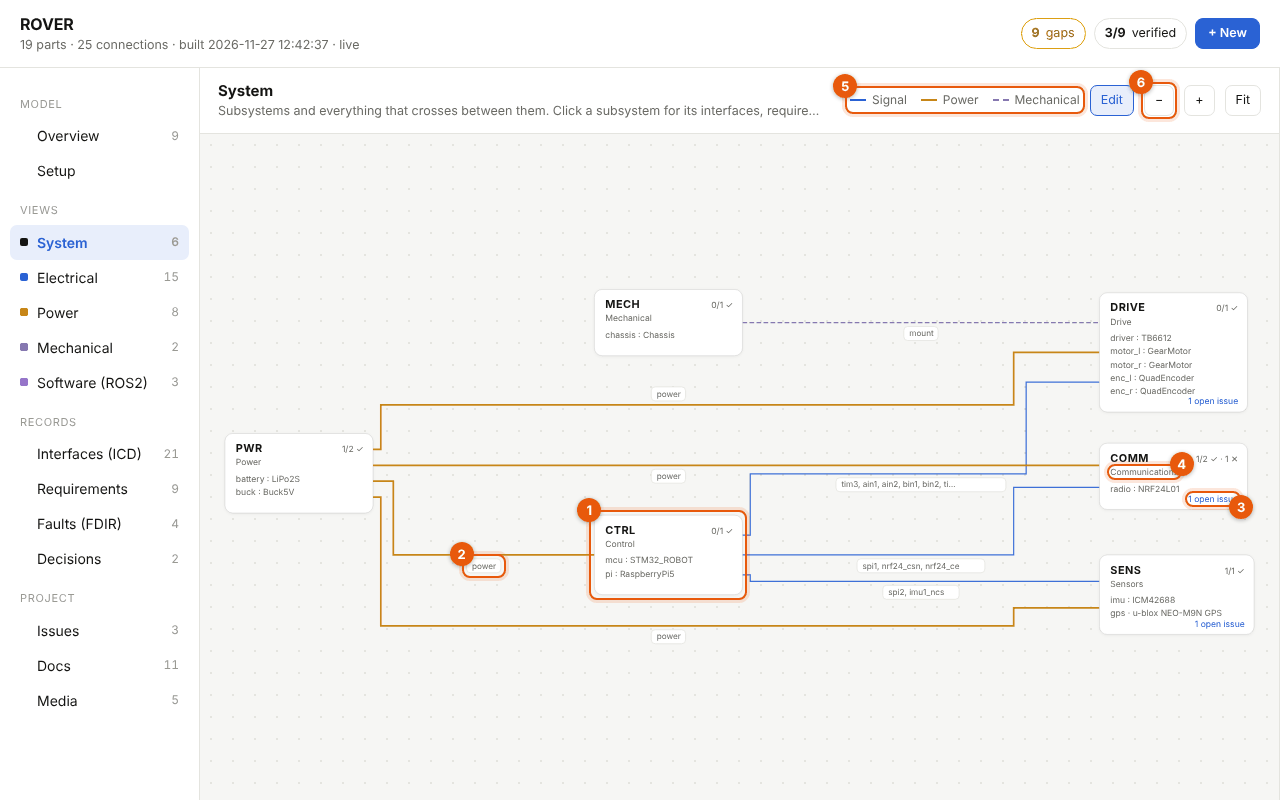 ROVER
19 parts · 25 connections · built 2026-11-27 12:42:37 · live
9 gaps
3/9 verified
+ New
MODEL
Overview 9
Setup
VIEWS
System 6
Electrical 15
Power 8
Mechanical 2
Software (ROS2) 3
RECORDS
Interfaces (ICD) 21
Requirements 9
Faults (FDIR) 4
Decisions 2
PROJECT
Issues 3
Docs 11
Media 5
System
Subsystems and everything that crosses between them. Click a subsystem for its interfaces, require...
5
Signal
Power
Mechanical
Edit
6
−
+
Fit
MECH 0/1 ✓
Mechanical
chassis : Chassis
mount
DRIVE 0/1 ✓
Drive
driver : TB6612
motor_l : GearMotor
motor_r : GearMotor
enc_l : QuadEncoder
enc_r : QuadEncoder
1 open issue
power
PWR 1/2 ✓
Power
battery : LiPo2S
buck : Buck5V
power
tim3, ain1, ain2, bin1, bin2, ti...
COMM 1/2 ✓ · 1 ✕
4
Communications
radio : NRF24L01
1 open issue
3
1
CTRL 0/1 ✓
Control
mcu : STM32_ROBOT
pi : RaspberryPi5
2
power
spi1, nrf24_csn, nrf24_ce
spi2, imu1_ncs
SENS 1/1 ✓
Sensors
imu : ICM42688
gps · u-blox NEO-M9N GPS
1 open issue
power